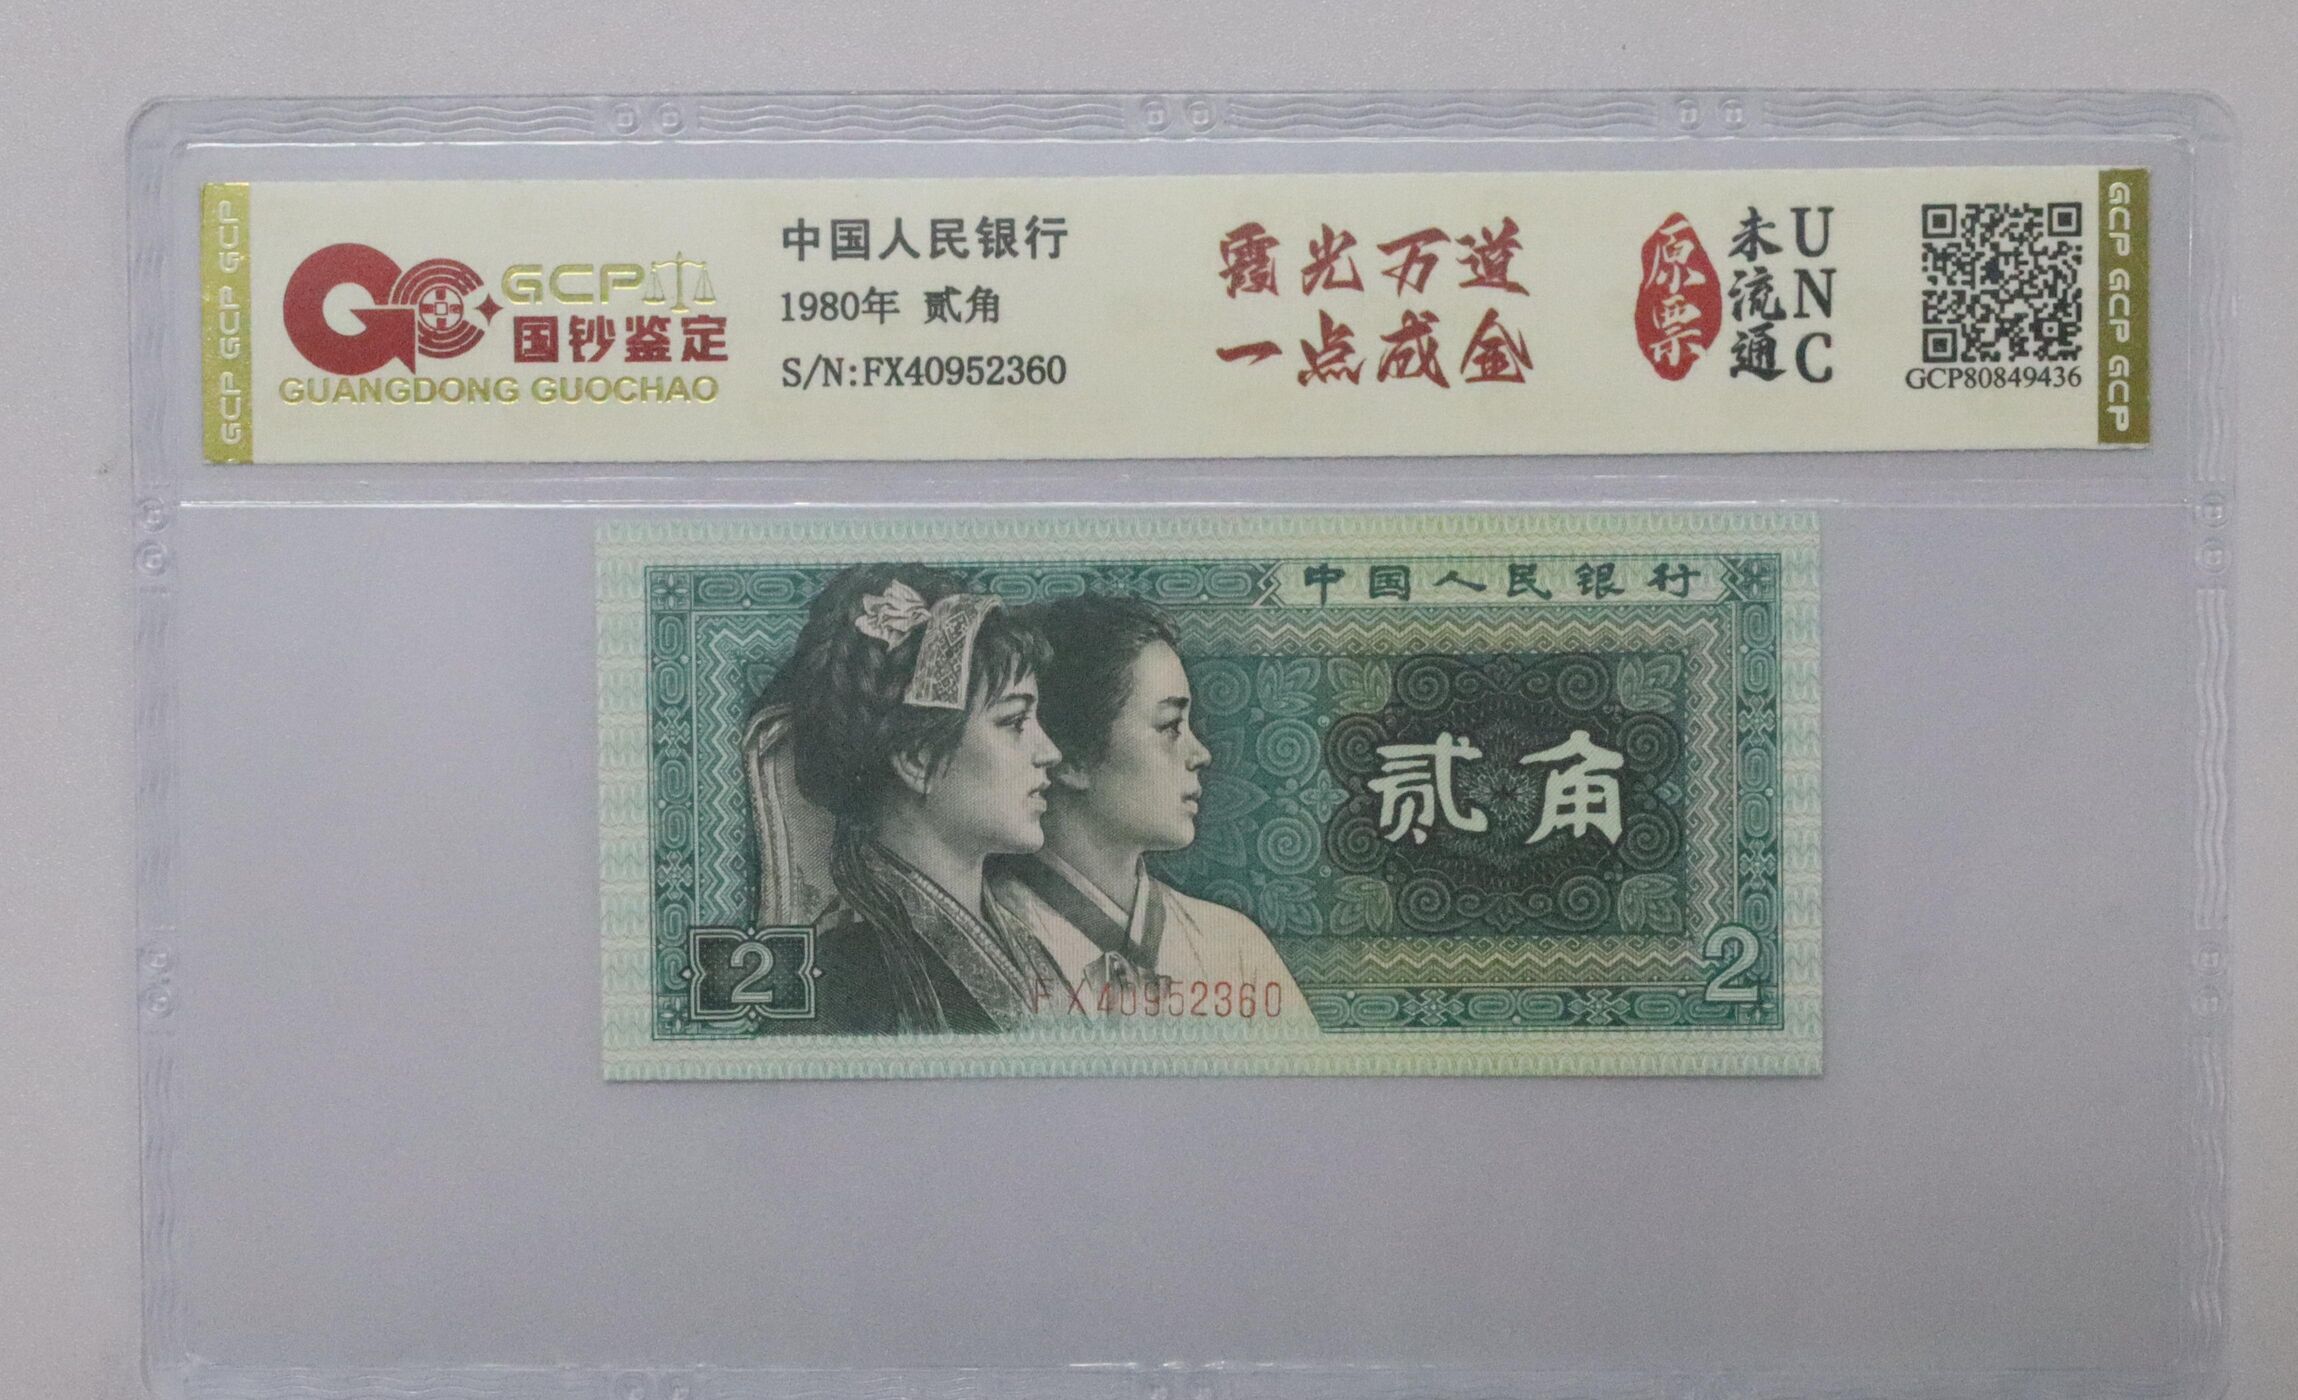 GCP GCP GCP
GCP
国钞鉴定
GUANGDONG GUOCHAO
中国人民银行
1980年 贰角
S/N:FX40952360
霞光万道
一点成金
原票
未流通
UNC
GCP80849436
GCP GCP GCP
中国人民银行
贰角
2
2
FX40952360